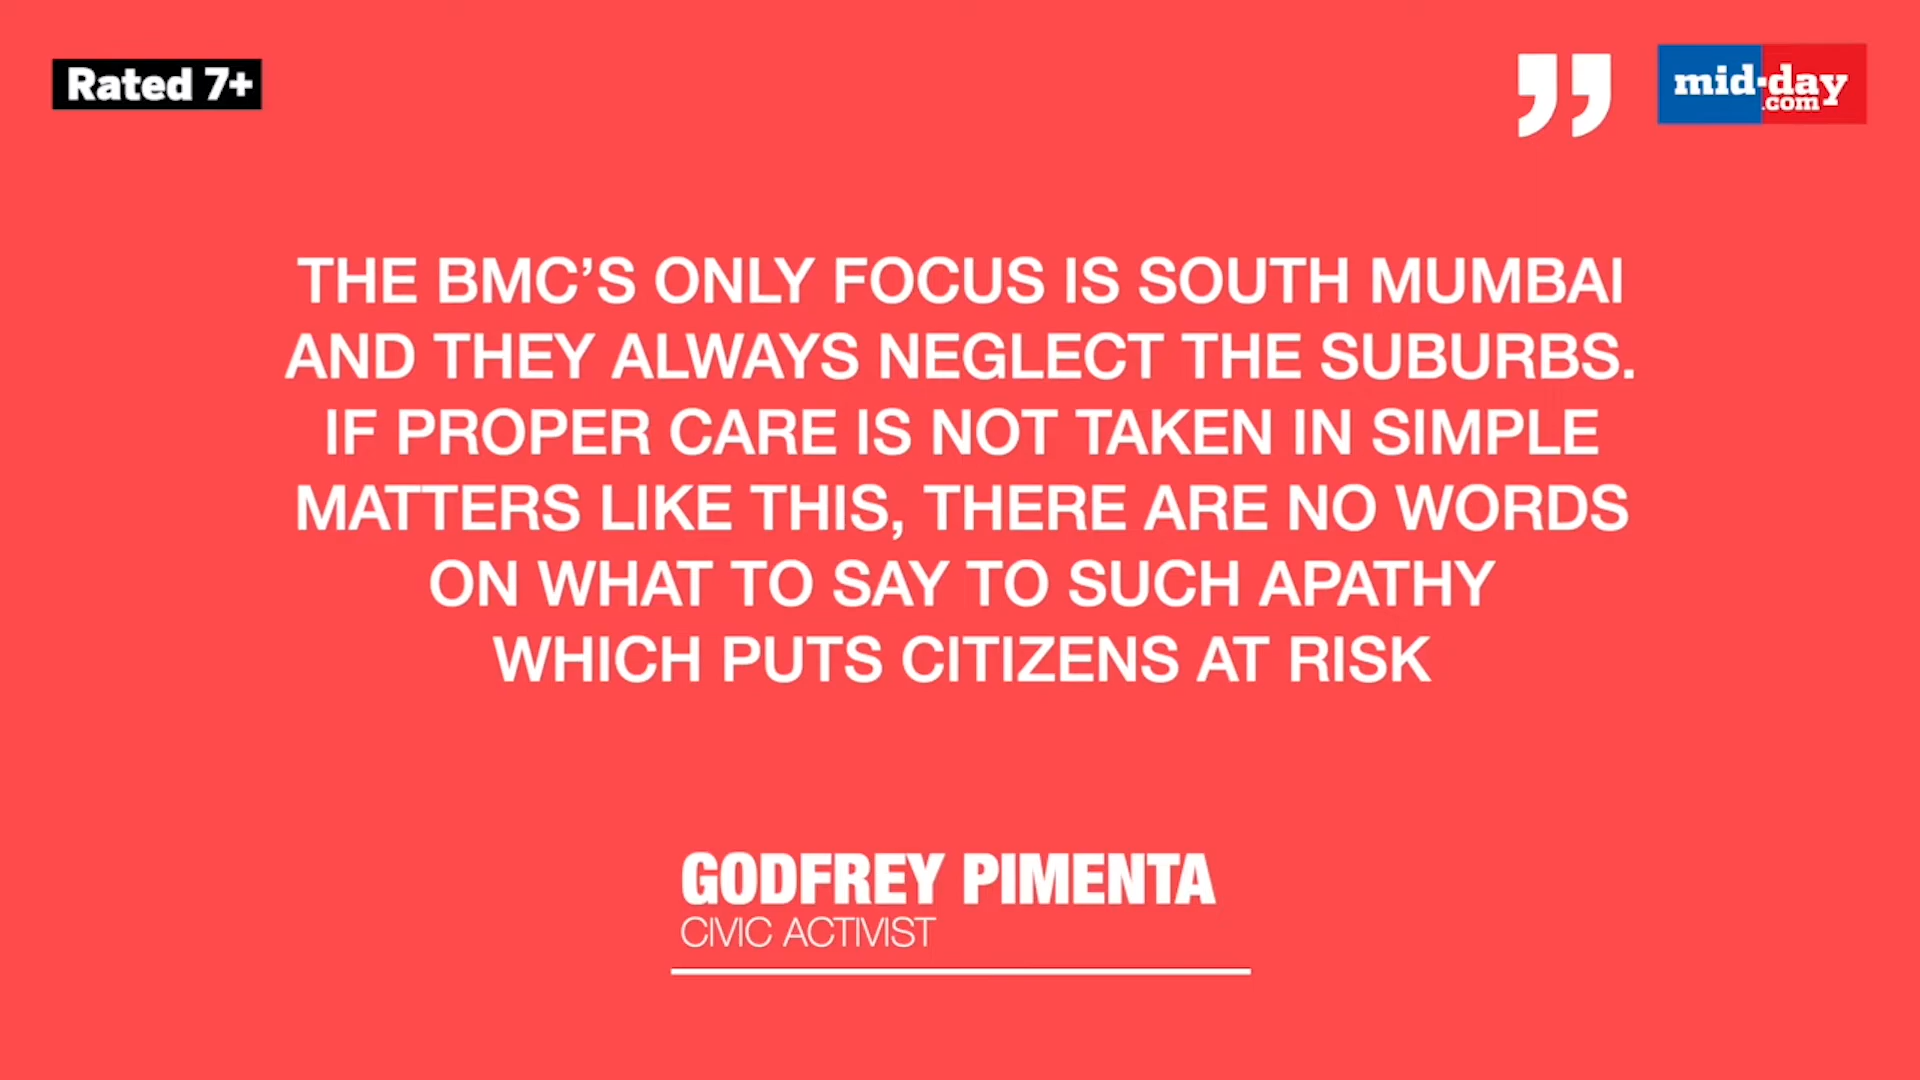 Rated 7+
”
mid-day
.com
THE BMC’S ONLY FOCUS IS SOUTH MUMBAI
AND THEY ALWAYS NEGLECT THE SUBURBS.
IF PROPER CARE IS NOT TAKEN IN SIMPLE
MATTERS LIKE THIS, THERE ARE NO WORDS
ON WHAT TO SAY TO SUCH APATHY
WHICH PUTS CITIZENS AT RISK
GODFREY PIMENTA
CIVIC ACTIVIST